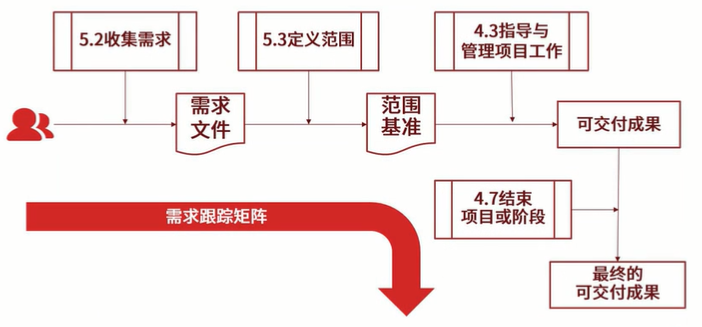 5.2收集需求
5.3定义范围
4.3指导与
管理项目工作
需求
文件
范围
基准
可交付成果
需求跟踪矩阵
4.7结束
项目或阶段
最终的
可交付成果